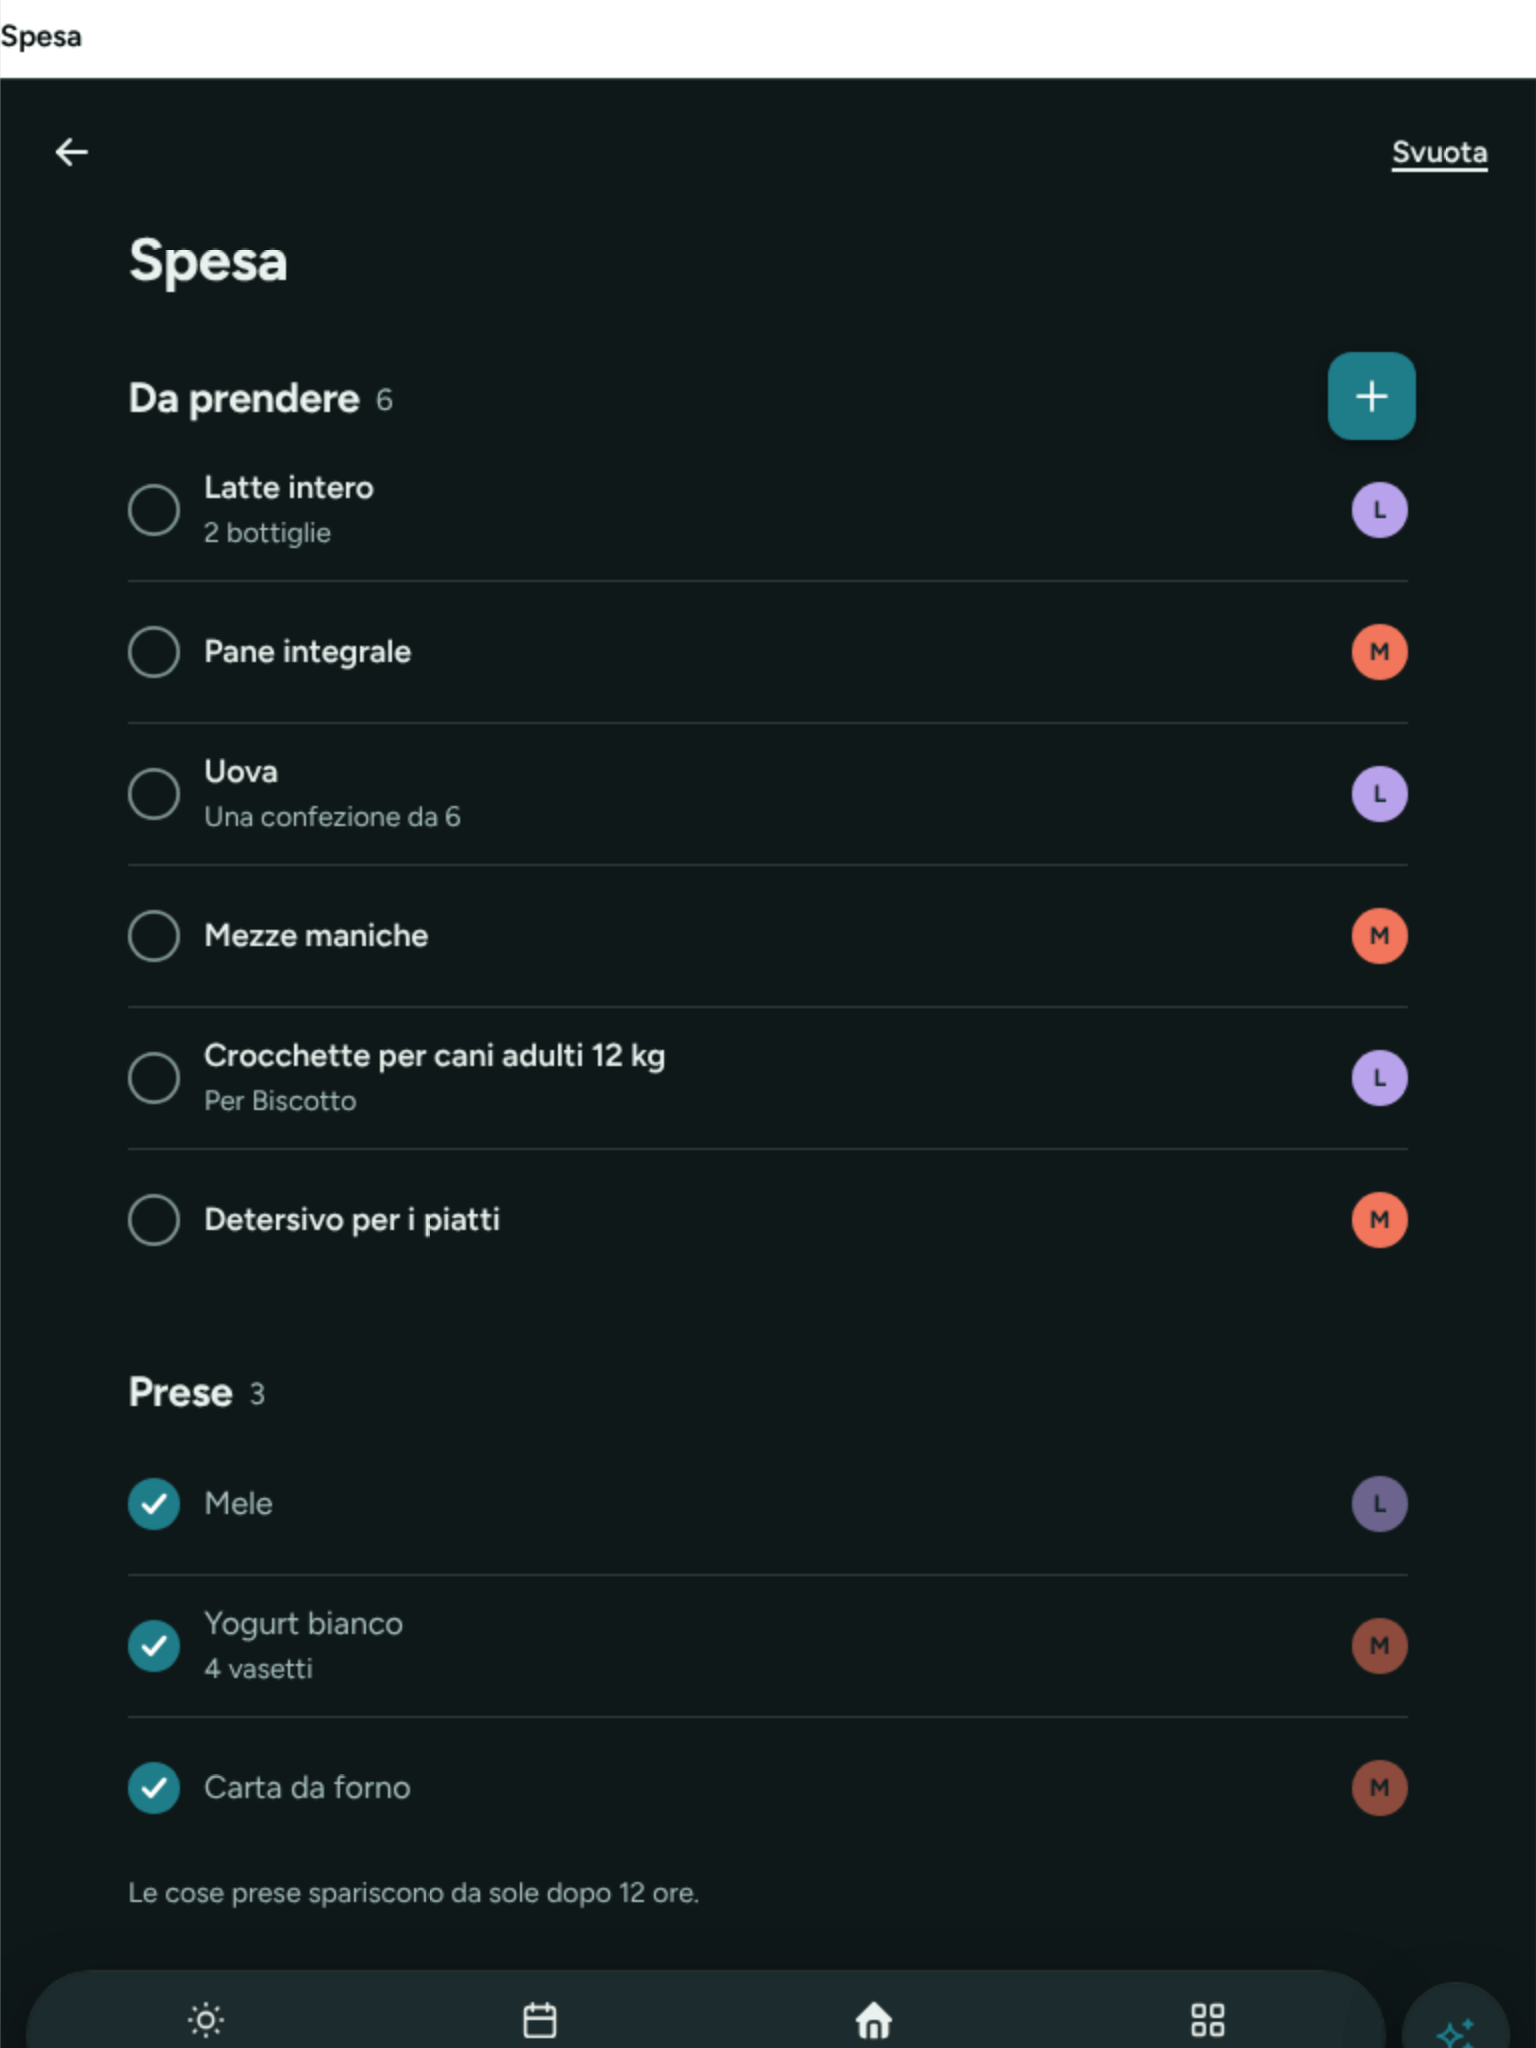 Spesa
Svuota
Spesa
Da prendere 6
Latte intero
L
2 bottiglie
Pane integrale
M
Uova
L
Una confezione da 6
Mezze maniche
M
Crocchette per cani adulti 12 kg
L
Per Biscotto
Detersivo per i piatti
M
Prese 3
Mele
L
Yogurt bianco
M
4 vasetti
Carta da forno
M
Le cose prese spariscono da sole dopo 12 ore.